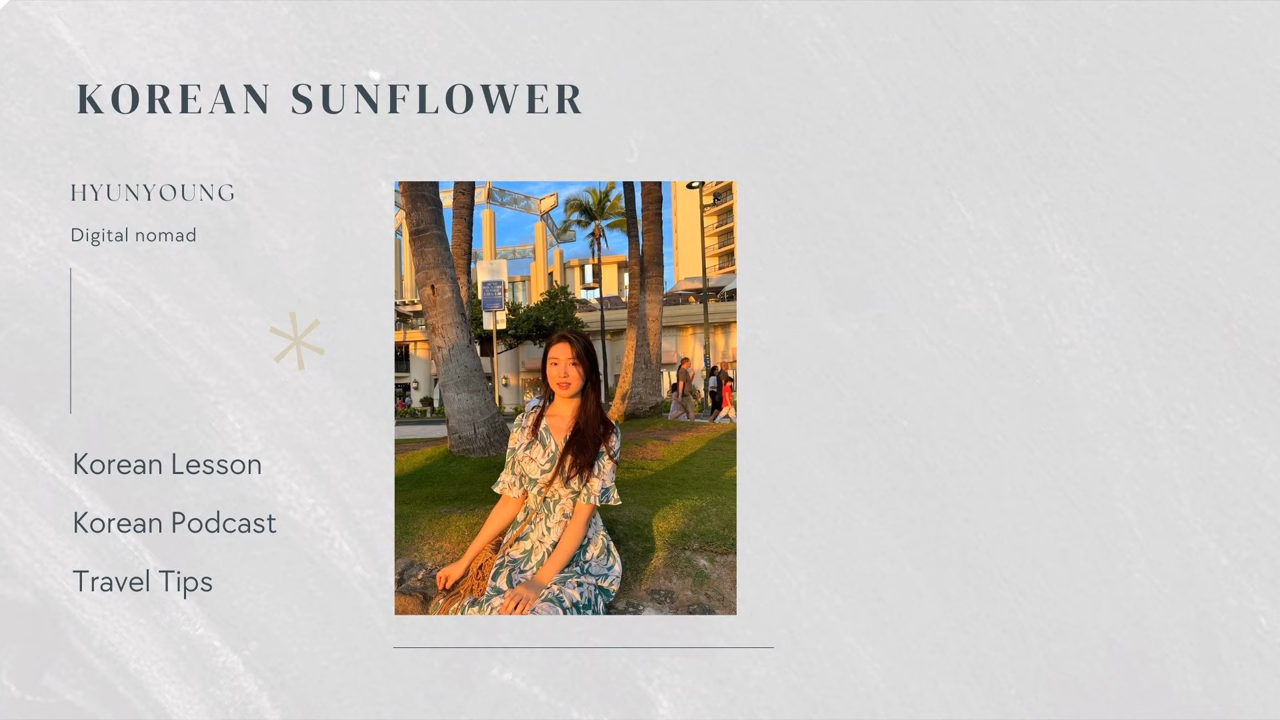 KOREAN SUNFLOWER
HYUNYOUNG
Digital nomad
Korean Lesson
Korean Podcast
Travel Tips